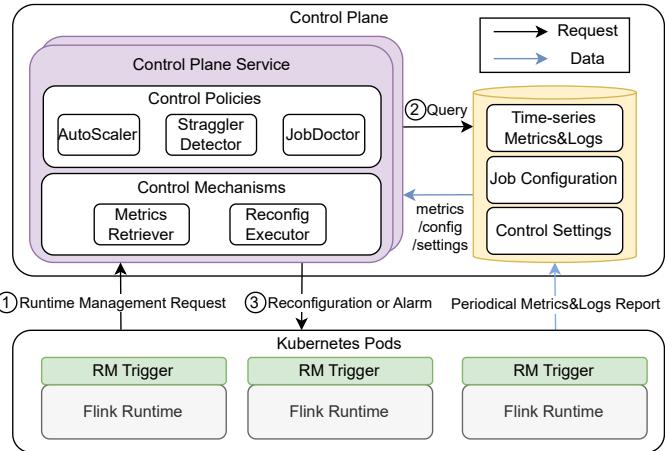 Control Plane
Request
Data
Control Plane Service
Control Policies
AutoScaler
Straggler
Detector
JobDoctor
Control Mechanisms
Metrics
Retriever
Reconfig
Executor
2 Query
metrics
/config
/settings
Time-series
Metrics&Logs
Job Configuration
Control Settings
1 Runtime Management Request
3 Reconfiguration or Alarm
Periodical Metrics&Logs Report
Kubernetes Pods
RM Trigger
Flink Runtime
RM Trigger
Flink Runtime
RM Trigger
Flink Runtime